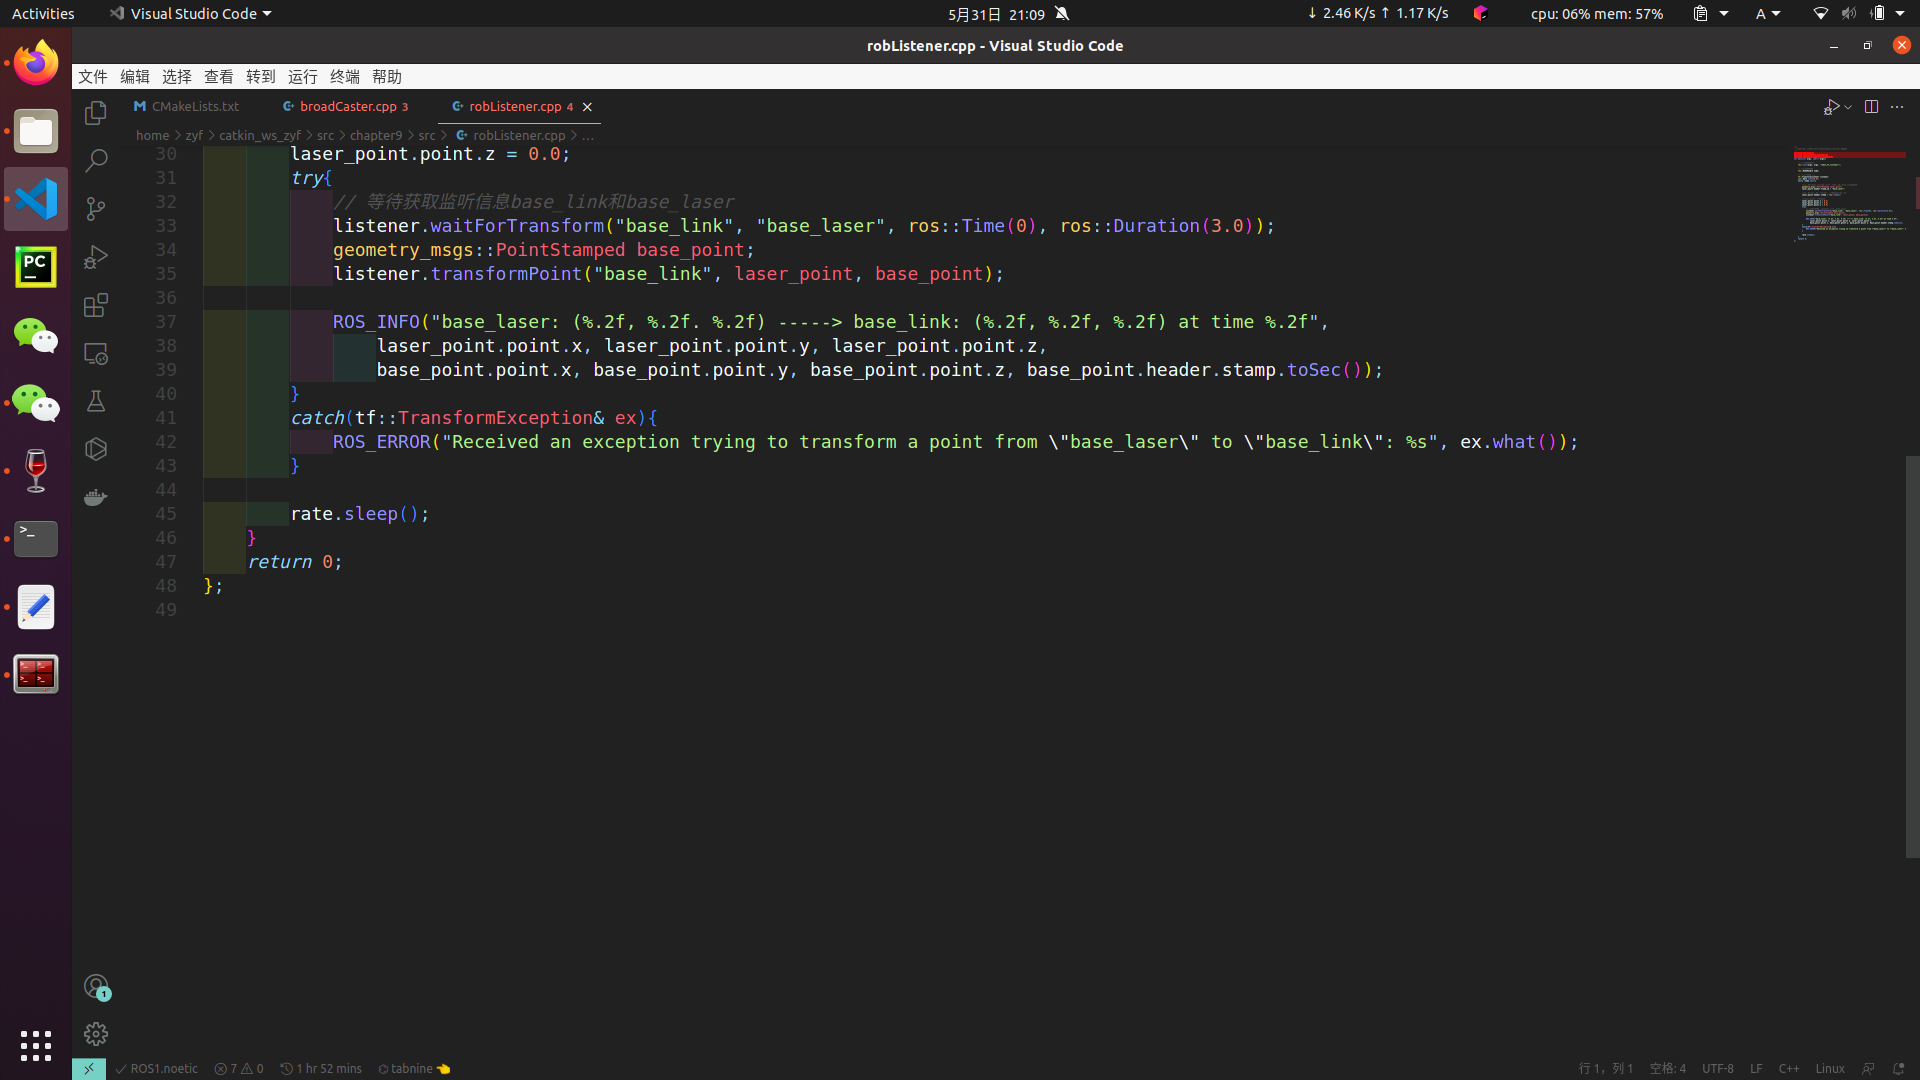 Activities
Visual Studio Code
5月31日 21:09
↓ 2.46 K/s ↑ 1.17 K/s
cpu: 06% mem: 57%
A
robListener.cpp - Visual Studio Code
文件 编辑 选择 查看 转到 运行 终端 帮助
CMakeLists.txt
broadCaster.cpp 3
robListener.cpp 4
home > zyf > catkin_ws_zyf > src > chapter9 > src > robListener.cpp > ...
30 laser_point.point.z = 0.0;
31 try{
32 // 等待获取监听信息base_link和base_laser
33 listener.waitForTransform("base_link", "base_laser", ros::Time(0), ros::Duration(3.0));
34 geometry_msgs::PointStamped base_point;
35 listener.transformPoint("base_link", laser_point, base_point);
36
37 ROS_INFO("base_laser: (%.2f, %.2f. %.2f) -----> base_link: (%.2f, %.2f, %.2f) at time %.2f",
38 laser_point.point.x, laser_point.point.y, laser_point.point.z,
39 base_point.point.x, base_point.point.y, base_point.point.z, base_point.header.stamp.toSec());
40 }
41 catch(tf::TransformException& ex){
42 ROS_ERROR("Received an exception trying to transform a point from \"base_laser\" to \"base_link\": %s", ex.what());
43 }
44
45 rate.sleep();
46 }
47 return 0;
48 };
49
PC
1
ROS1.noetic
7 0
1 hr 52 mins
tabnine
行 1，列 1
空格: 4
UTF-8
LF
C++
Linux